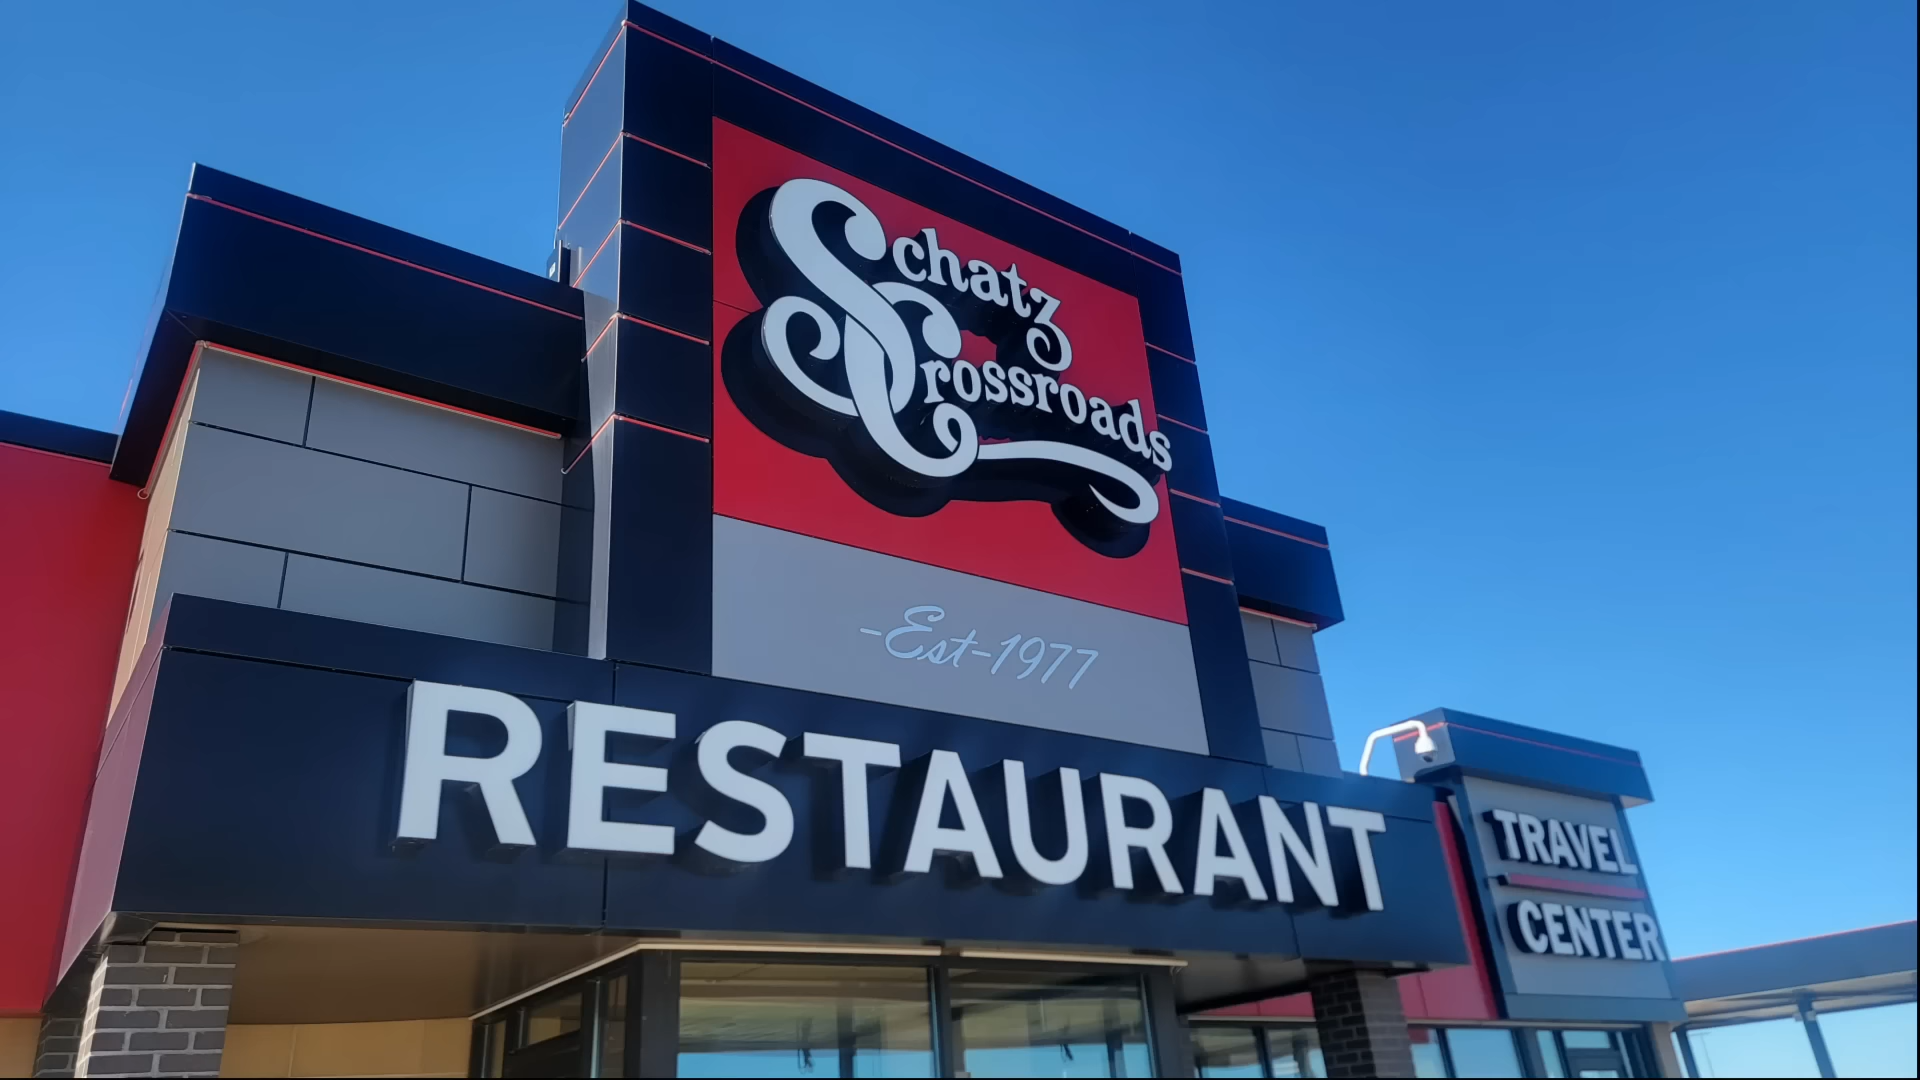 Schatz
Crossroads
-Est-1977
RESTAURANT
TRAVEL
CENTER